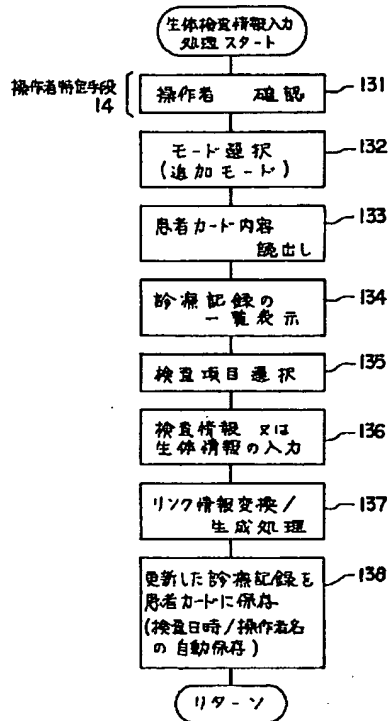 生体検査情報入力
処理スタート
操作者特定手段
14
操作者 確認
131
モード選択
(追加モード)
132
患者カード内容
読出し
133
診療記録の
一覧表示
134
検査項目選択
135
検査情報 又は
生体情報の入力
136
リンク情報変換/
生成処理
137
更新した診療記録を
患者カードに保存
(検査日時/操作者名
の自動保存)
138
リターン